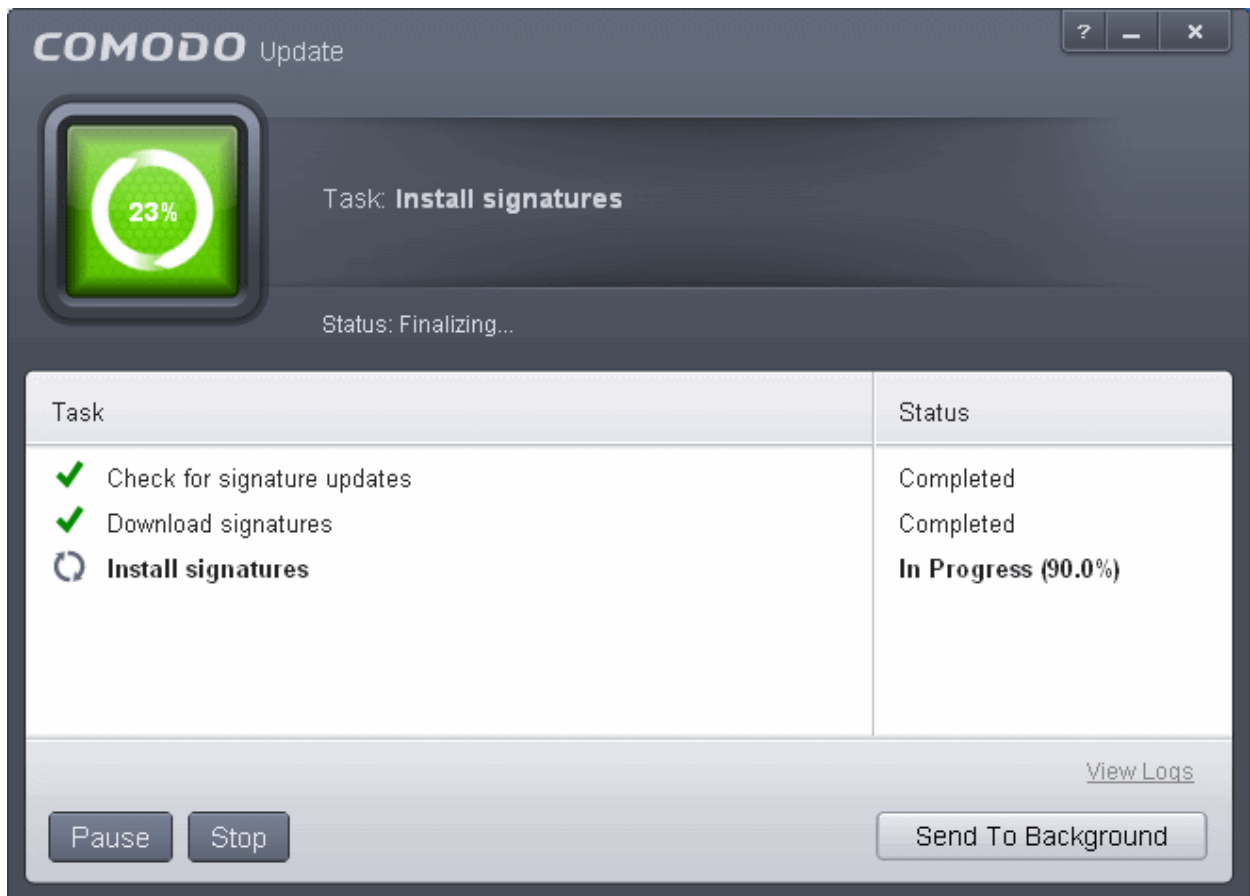 COMODO Update
? _ x
23%
Task: Install signatures
Status: Finalizing...
Task Status
Check for signature updates Completed
Download signatures Completed
Install signatures In Progress (90.0%)
View Logs
Pause Stop Send To Background